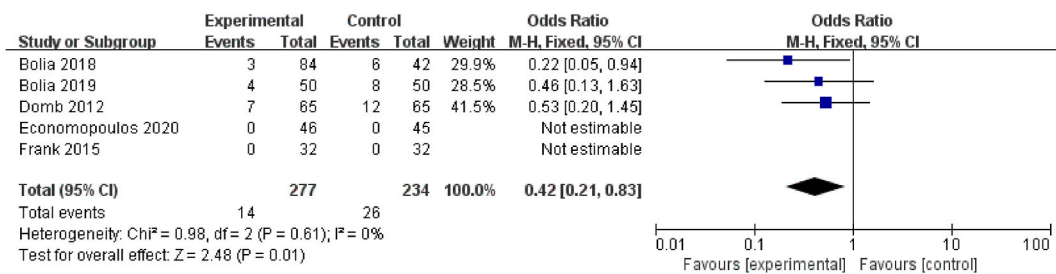 Experimental Control Odds Ratio Odds Ratio
Study or Subgroup Events Total Events Total Weight M-H, Fixed, 95% CI M-H, Fixed, 95% CI
Bolia 2018 3 84 6 42 29.9% 0.22 [0.05, 0.94]
Bolia 2019 4 50 8 50 28.5% 0.46 [0.13, 1.63]
Domb 2012 7 65 12 65 41.5% 0.53 [0.20, 1.45]
Economopoulos 2020 0 46 0 45 Not estimable
Frank 2015 0 32 0 32 Not estimable
Total (95% CI) 277 234 100.0% 0.42 [0.21, 0.83]
Total events 14 26
Heterogeneity: Chi² = 0.98, df = 2 (P = 0.61); I² = 0%
Test for overall effect: Z = 2.48 (P = 0.01)
0.01 0.1 1 10 100
Favours [experimental] Favours [control]